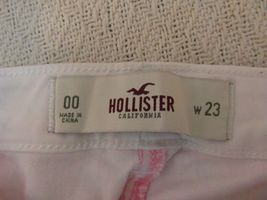 00
MADE IN
CHINA
HOLLISTER
CALIFORNIA
W 23